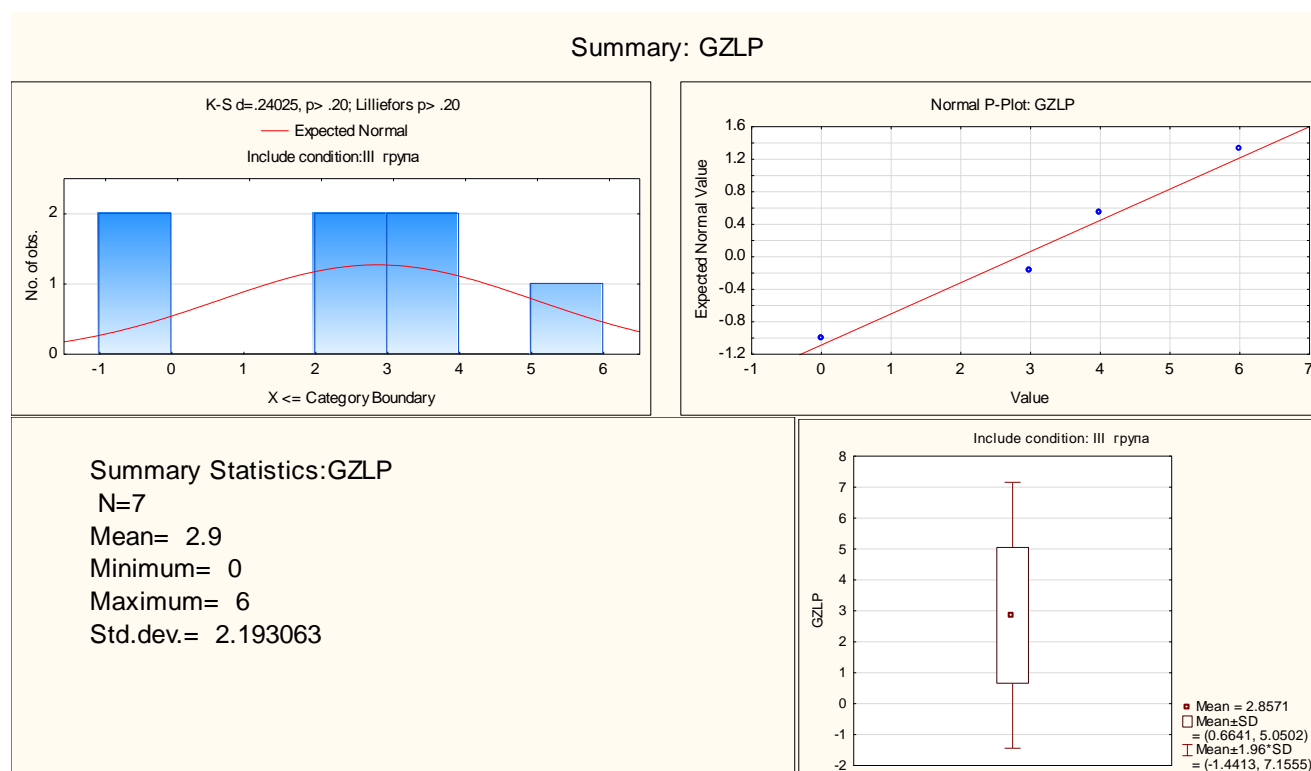 Summary: GZLP
K-S d=.24025, p> .20; Lilliefors p> .20
Expected Normal
Include condition:III група
No. of obs.
2
1
0
-1 0 1 2 3 4 5 6
X <= Category Boundary
Normal P-Plot: GZLP
Expected Normal Value
1.6
1.2
0.8
0.4
0.0
-0.4
-0.8
-1.2
-1 0 1 2 3 4 5 6 7
Value
Summary Statistics:GZLP
N=7
Mean= 2.9
Minimum= 0
Maximum= 6
Std.dev.= 2.193063
Include condition: III група
GZLP
8
7
6
5
4
3
2
1
0
-1
-2
Mean = 2.8571
Mean±SD
= (0.6641, 5.0502)
Mean±1.96*SD
= (-1.4413, 7.1555)